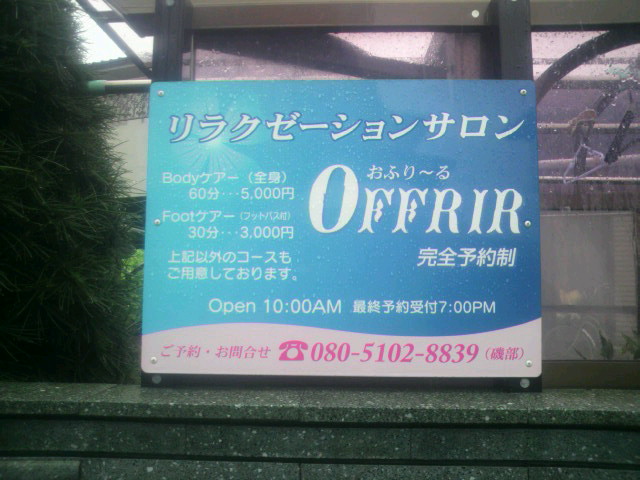 リラクゼーションサロン
Bodyケアー（全身）
60分･･･5,000円
Footケアー（フットバス付）
30分･･･3,000円
上記以外のコースも
ご用意しております。
おふり～る
OFFRIR
完全予約制
Open 10:00AM 最終予約受付7:00PM
ご予約・お問合せ ☎080-5102-8839（磯部）